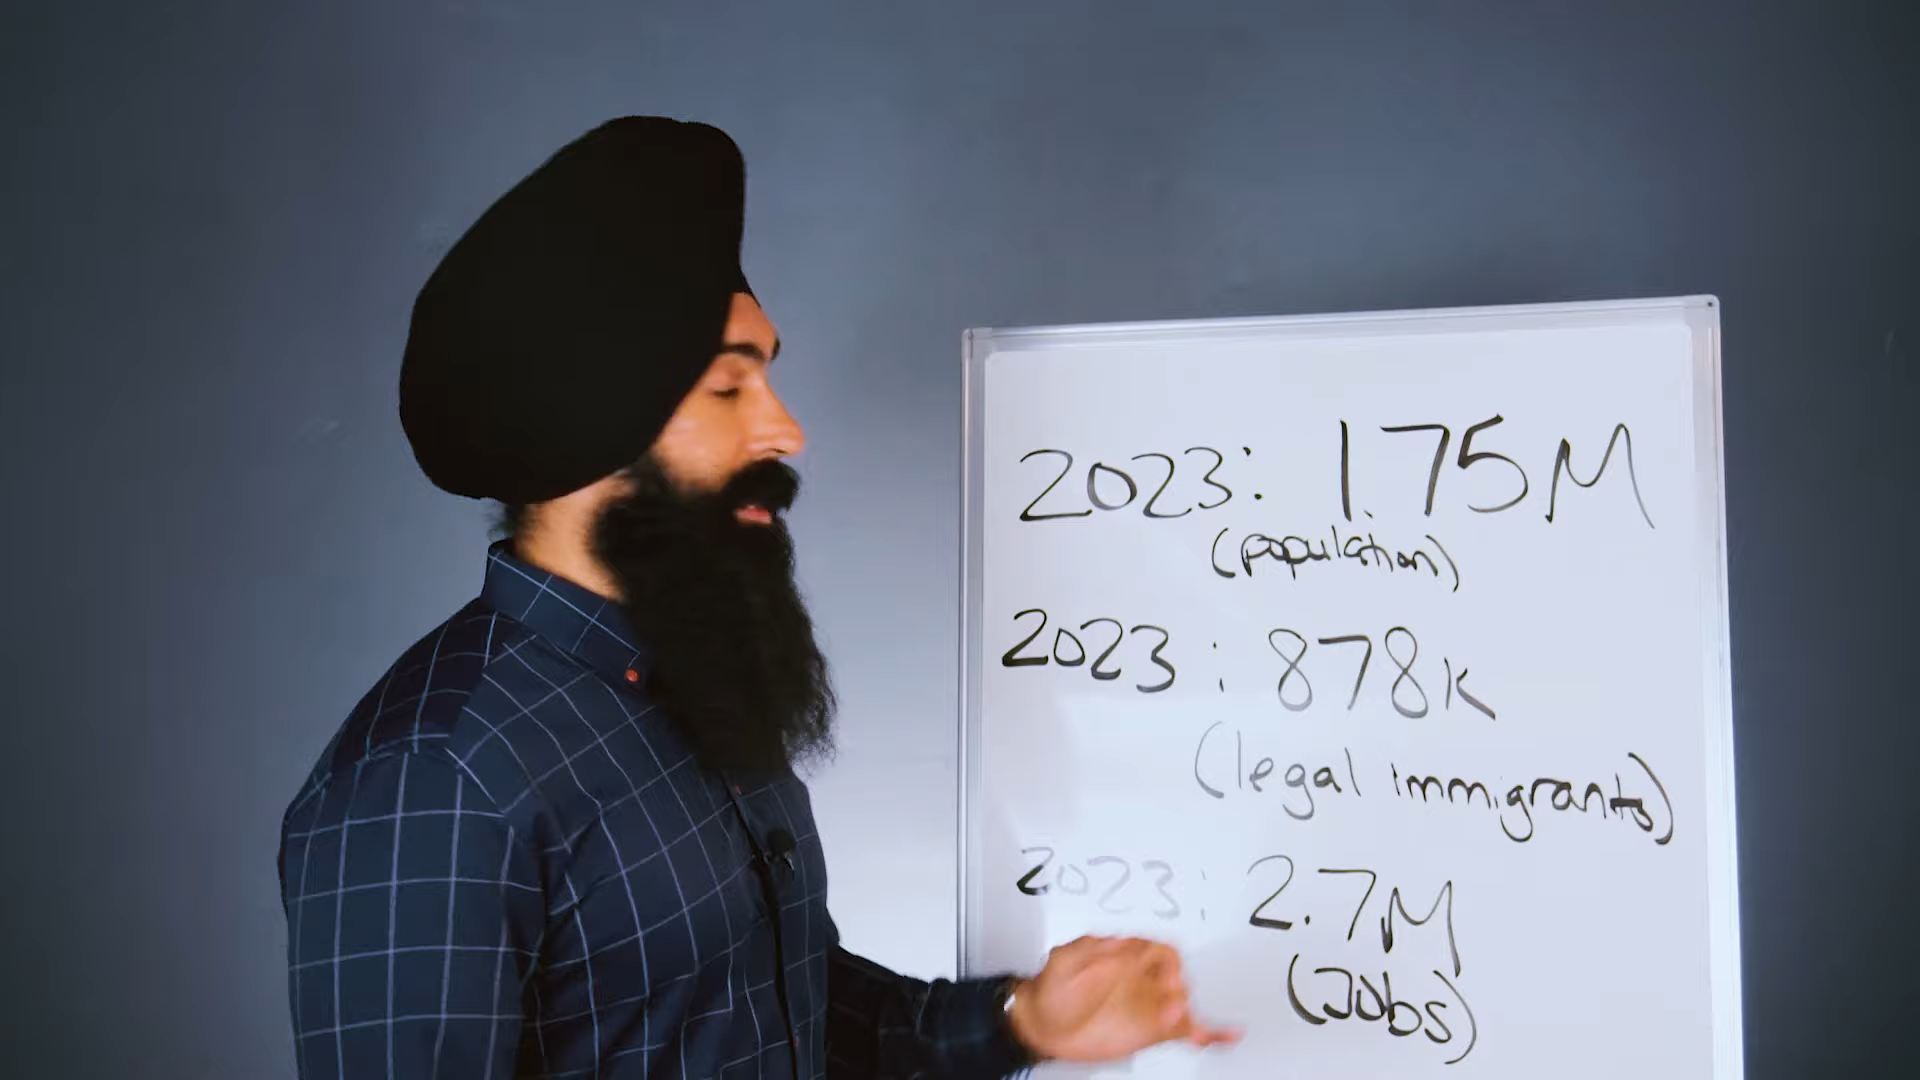 2023: 1.75M
(population)
2023: 878K
(legal immigrants)
2023: 2.7M
(Jobs)